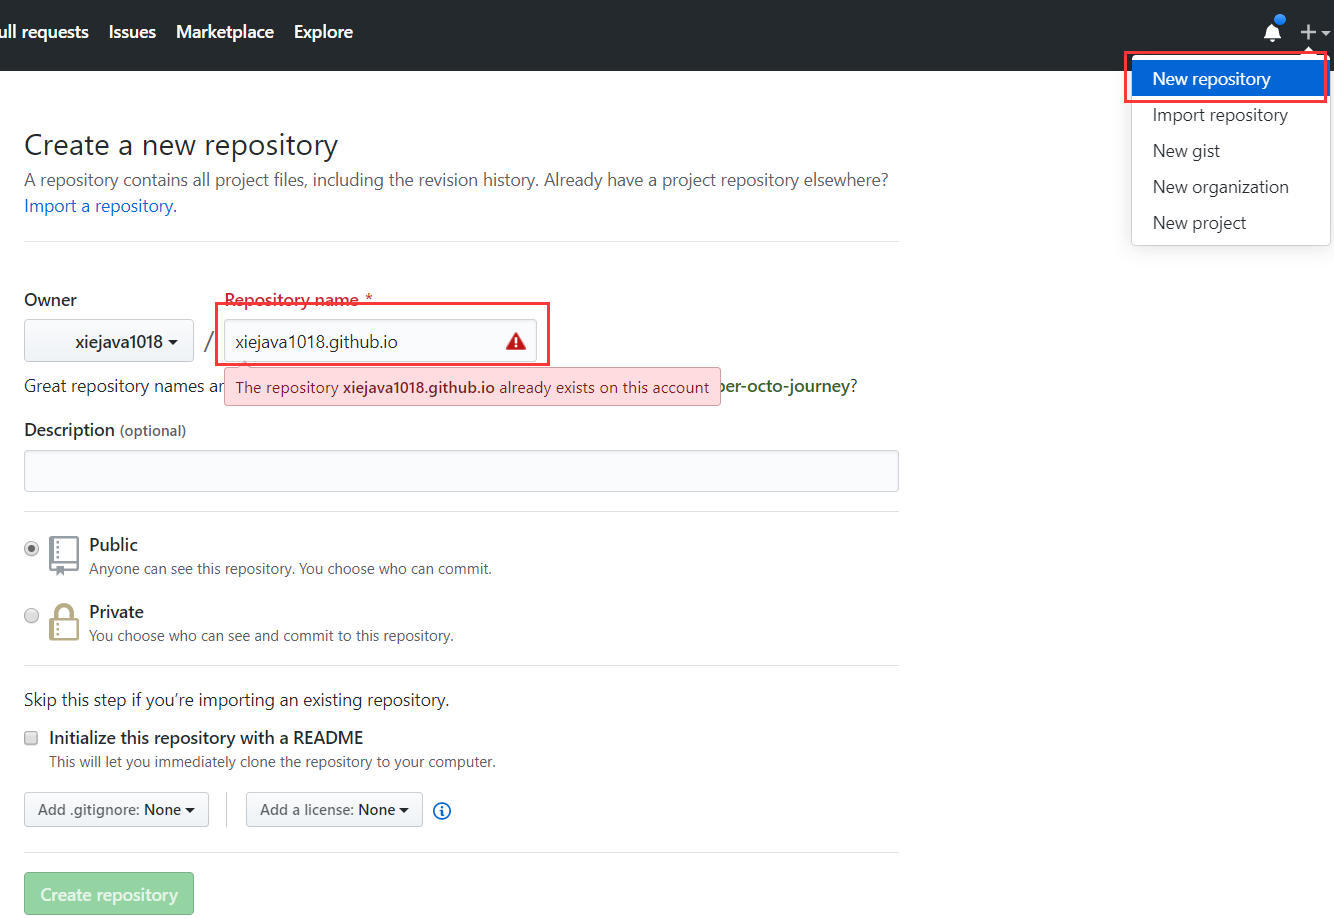 ull requests Issues Marketplace Explore
New repository
Import repository
New gist
New organization
New project
Create a new repository
A repository contains all project files, including the revision history. Already have a project repository elsewhere?
Import a repository.
Owner
Repository name *
xiejava1018 / xiejava1018.github.io
Great repository names ar
The repository xiejava1018.github.io already exists on this account
er-octo-journey?
Description (optional)
Public
Anyone can see this repository. You choose who can commit.
Private
You choose who can see and commit to this repository.
Skip this step if you’re importing an existing repository.
Initialize this repository with a README
This will let you immediately clone the repository to your computer.
Add .gitignore: None Add a license: None
Create repository